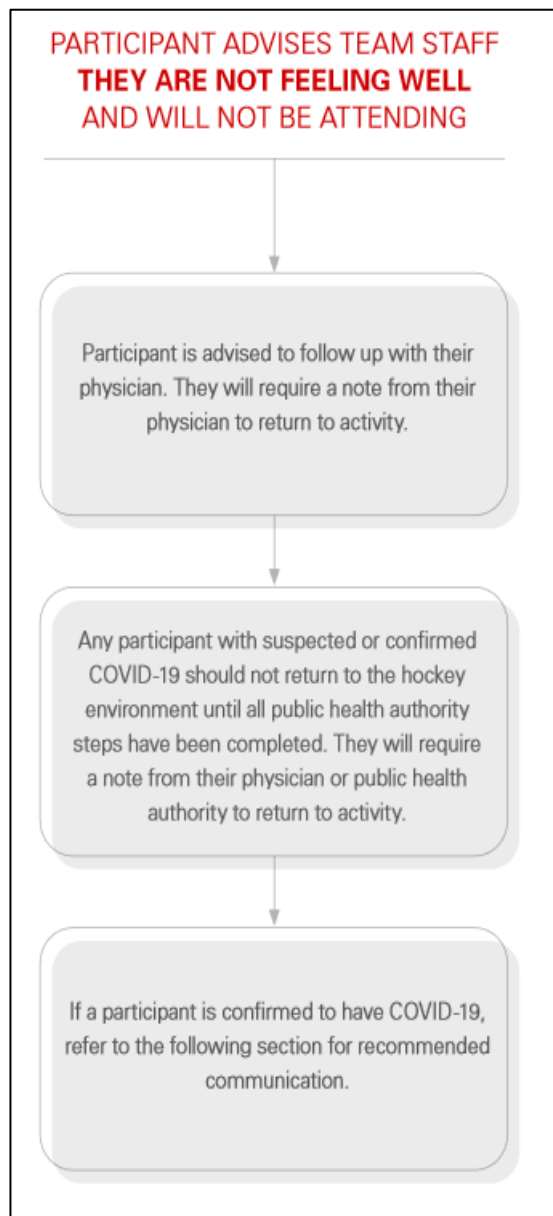 PARTICIPANT ADVISES TEAM STAFF
THEY ARE NOT FEELING WELL
AND WILL NOT BE ATTENDING
Participant is advised to follow up with their
physician. They will require a note from their
physician to return to activity.
Any participant with suspected or confirmed
COVID-19 should not return to the hockey
environment until all public health authority
steps have been completed. They will require
a note from their physician or public health
authority to return to activity.
If a participant is confirmed to have COVID-19,
refer to the following section for recommended
communication.